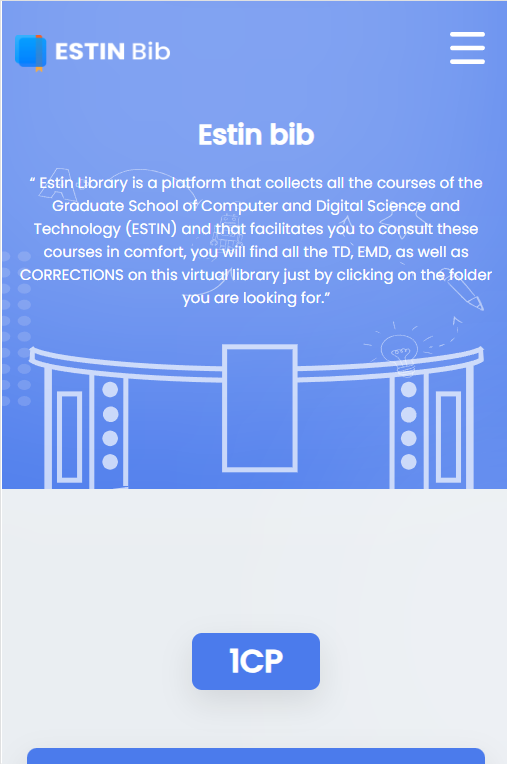 ESTIN Bib
Estin bib
“ Estin Library is a platform that collects all the courses of the
Graduate School of Computer and Digital Science and
Technology (ESTIN) and that facilitates you to consult these
courses in comfort, you will find all the TD, EMD, as well as
CORRECTIONS on this virtual library just by clicking on the folder
you are looking for.”
1CP